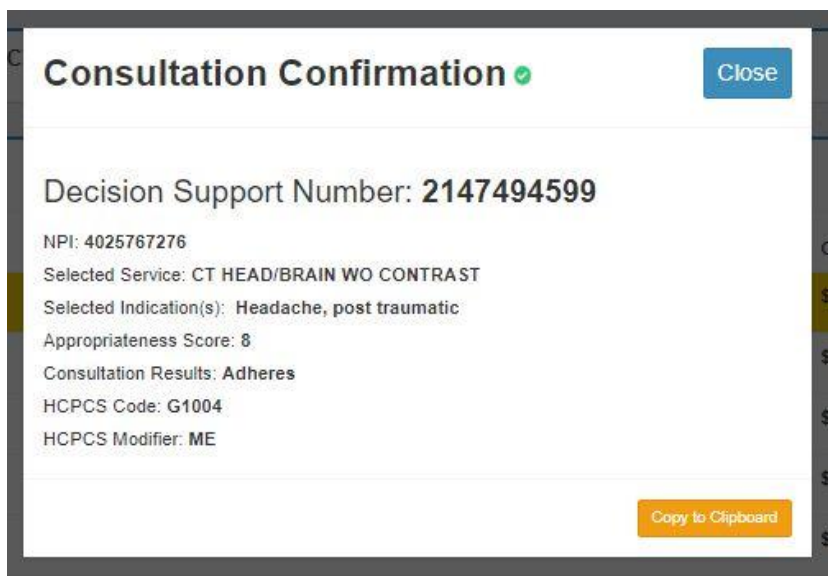 Consultation Confirmation
Close
Decision Support Number: 2147494599
NPI: 4025767276
Selected Service: CT HEAD/BRAIN WO CONTRAST
Selected Indication(s): Headache, post traumatic
Appropriateness Score: 8
Consultation Results: Adheres
HCPCS Code: G1004
HCPCS Modifier: ME
Copy to Clipboard